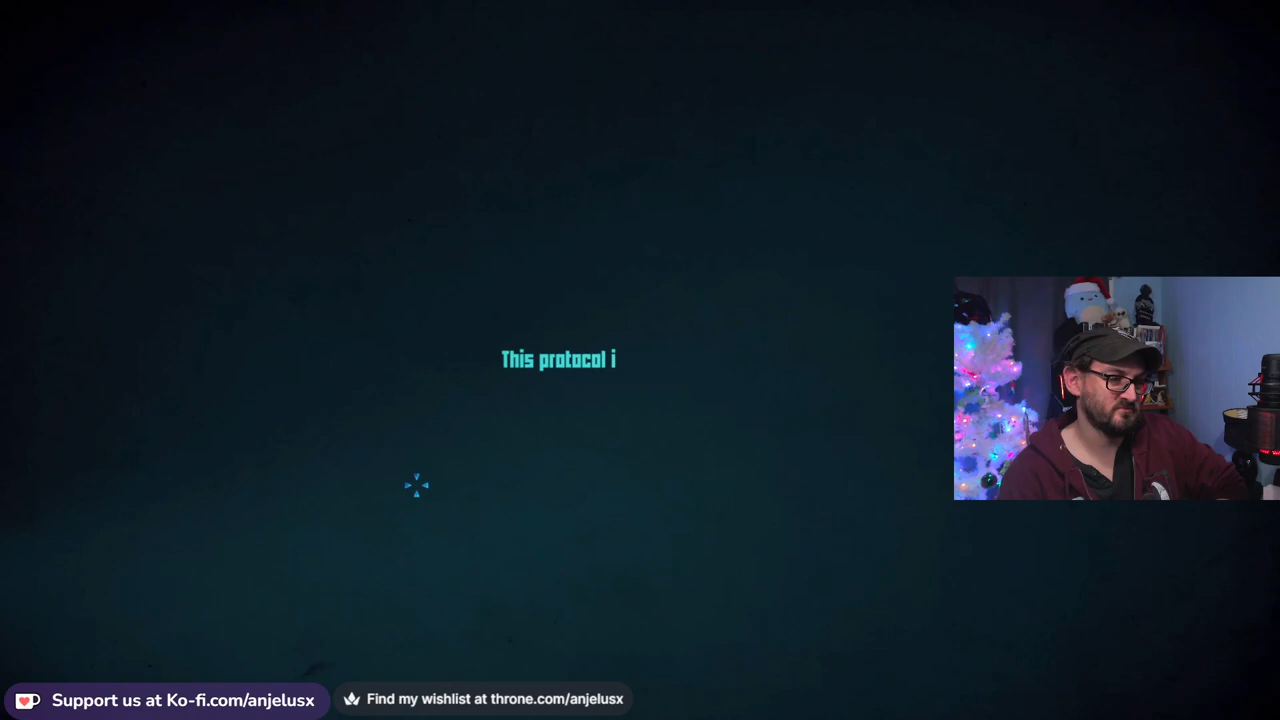 This protocol i
Support us at Ko-fi.com/anjelusx
Find my wishlist at throne.com/anjelusx